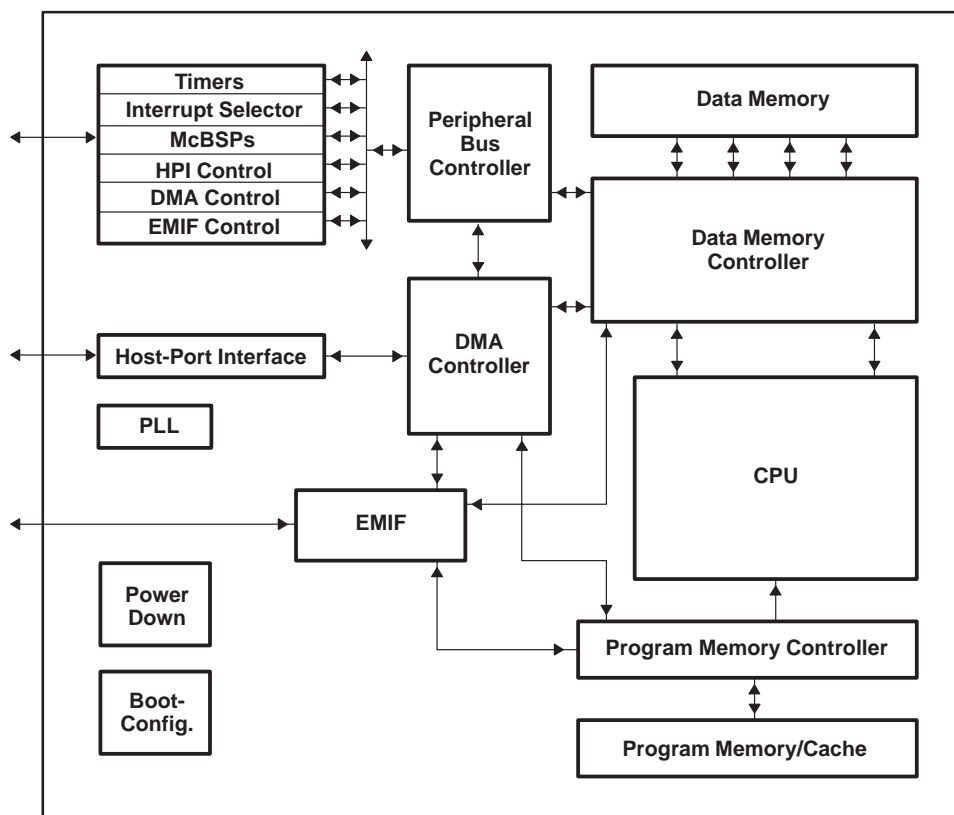 Timers
Interrupt Selector
McBSPs
HPI Control
DMA Control
EMIF Control
Peripheral
Bus
Controller
Data Memory
Data Memory
Controller
Host-Port Interface
DMA
Controller
PLL
EMIF
CPU
Power
Down
Boot-
Config.
Program Memory Controller
Program Memory/Cache